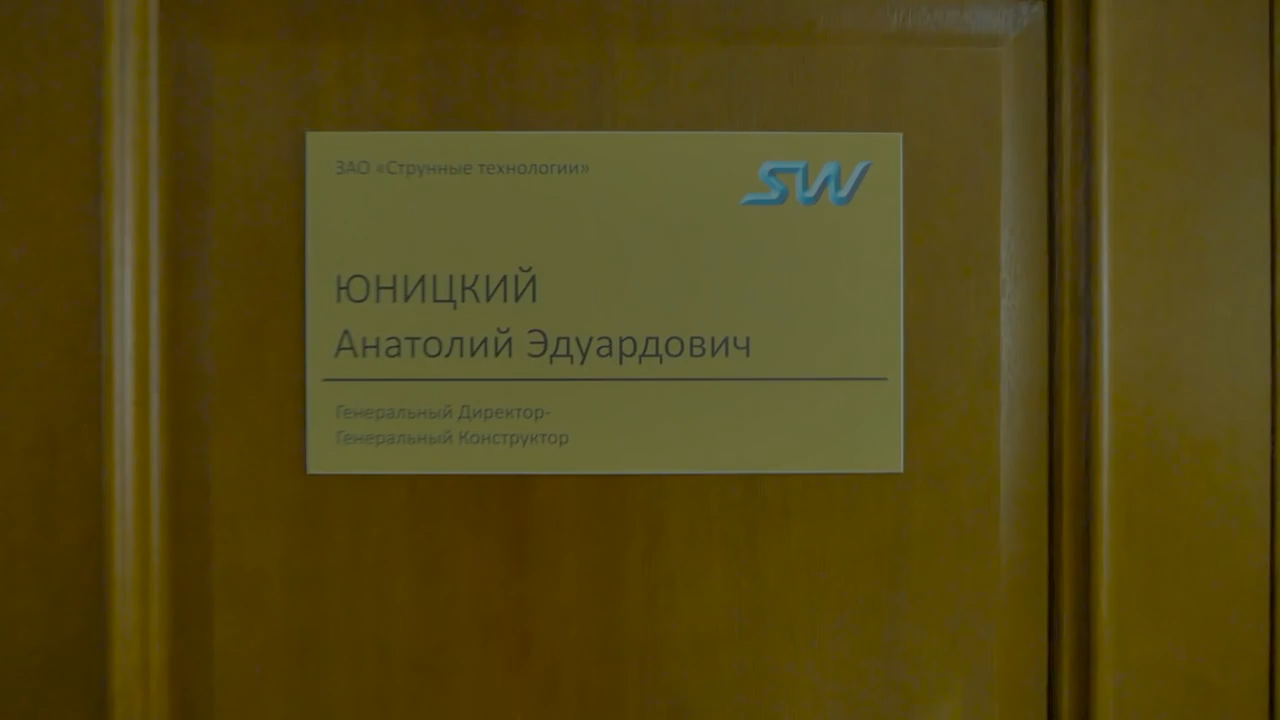 ЗАО «Струнные технологии»
SW
ЮНИЦКИЙ
Анатолий Эдуардович
Генеральный Директор-
Генеральный Конструктор